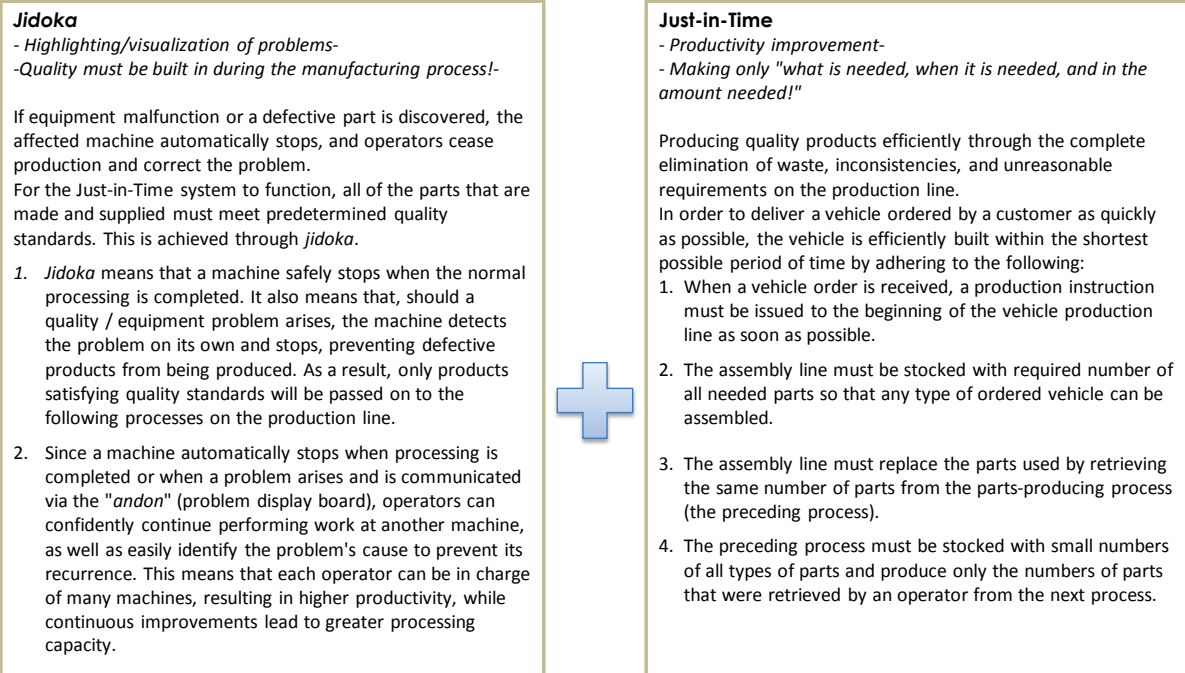 Jidoka
- Highlighting/visualization of problems-
-Quality must be built in during the manufacturing process!-
If equipment malfunction or a defective part is discovered, the
affected machine automatically stops, and operators cease
production and correct the problem.
For the Just-in-Time system to function, all of the parts that are
made and supplied must meet predetermined quality
standards. This is achieved through jidoka.
1. Jidoka means that a machine safely stops when the normal
processing is completed. It also means that, should a
quality / equipment problem arises, the machine detects
the problem on its own and stops, preventing defective
products from being produced. As a result, only products
satisfying quality standards will be passed on to the
following processes on the production line.
2. Since a machine automatically stops when processing is
completed or when a problem arises and is communicated
via the "andon" (problem display board), operators can
confidently continue performing work at another machine,
as well as easily identify the problem's cause to prevent its
recurrence. This means that each operator can be in charge
of many machines, resulting in higher productivity, while
continuous improvements lead to greater processing
capacity.
Just-in-Time
- Productivity improvement-
- Making only "what is needed, when it is needed, and in the
amount needed!"
Producing quality products efficiently through the complete
elimination of waste, inconsistencies, and unreasonable
requirements on the production line.
In order to deliver a vehicle ordered by a customer as quickly
as possible, the vehicle is efficiently built within the shortest
possible period of time by adhering to the following:
1. When a vehicle order is received, a production instruction
must be issued to the beginning of the vehicle production
line as soon as possible.
2. The assembly line must be stocked with required number of
all needed parts so that any type of ordered vehicle can be
assembled.
3. The assembly line must replace the parts used by retrieving
the same number of parts from the parts-producing process
(the preceding process).
4. The preceding process must be stocked with small numbers
of all types of parts and produce only the numbers of parts
that were retrieved by an operator from the next process.